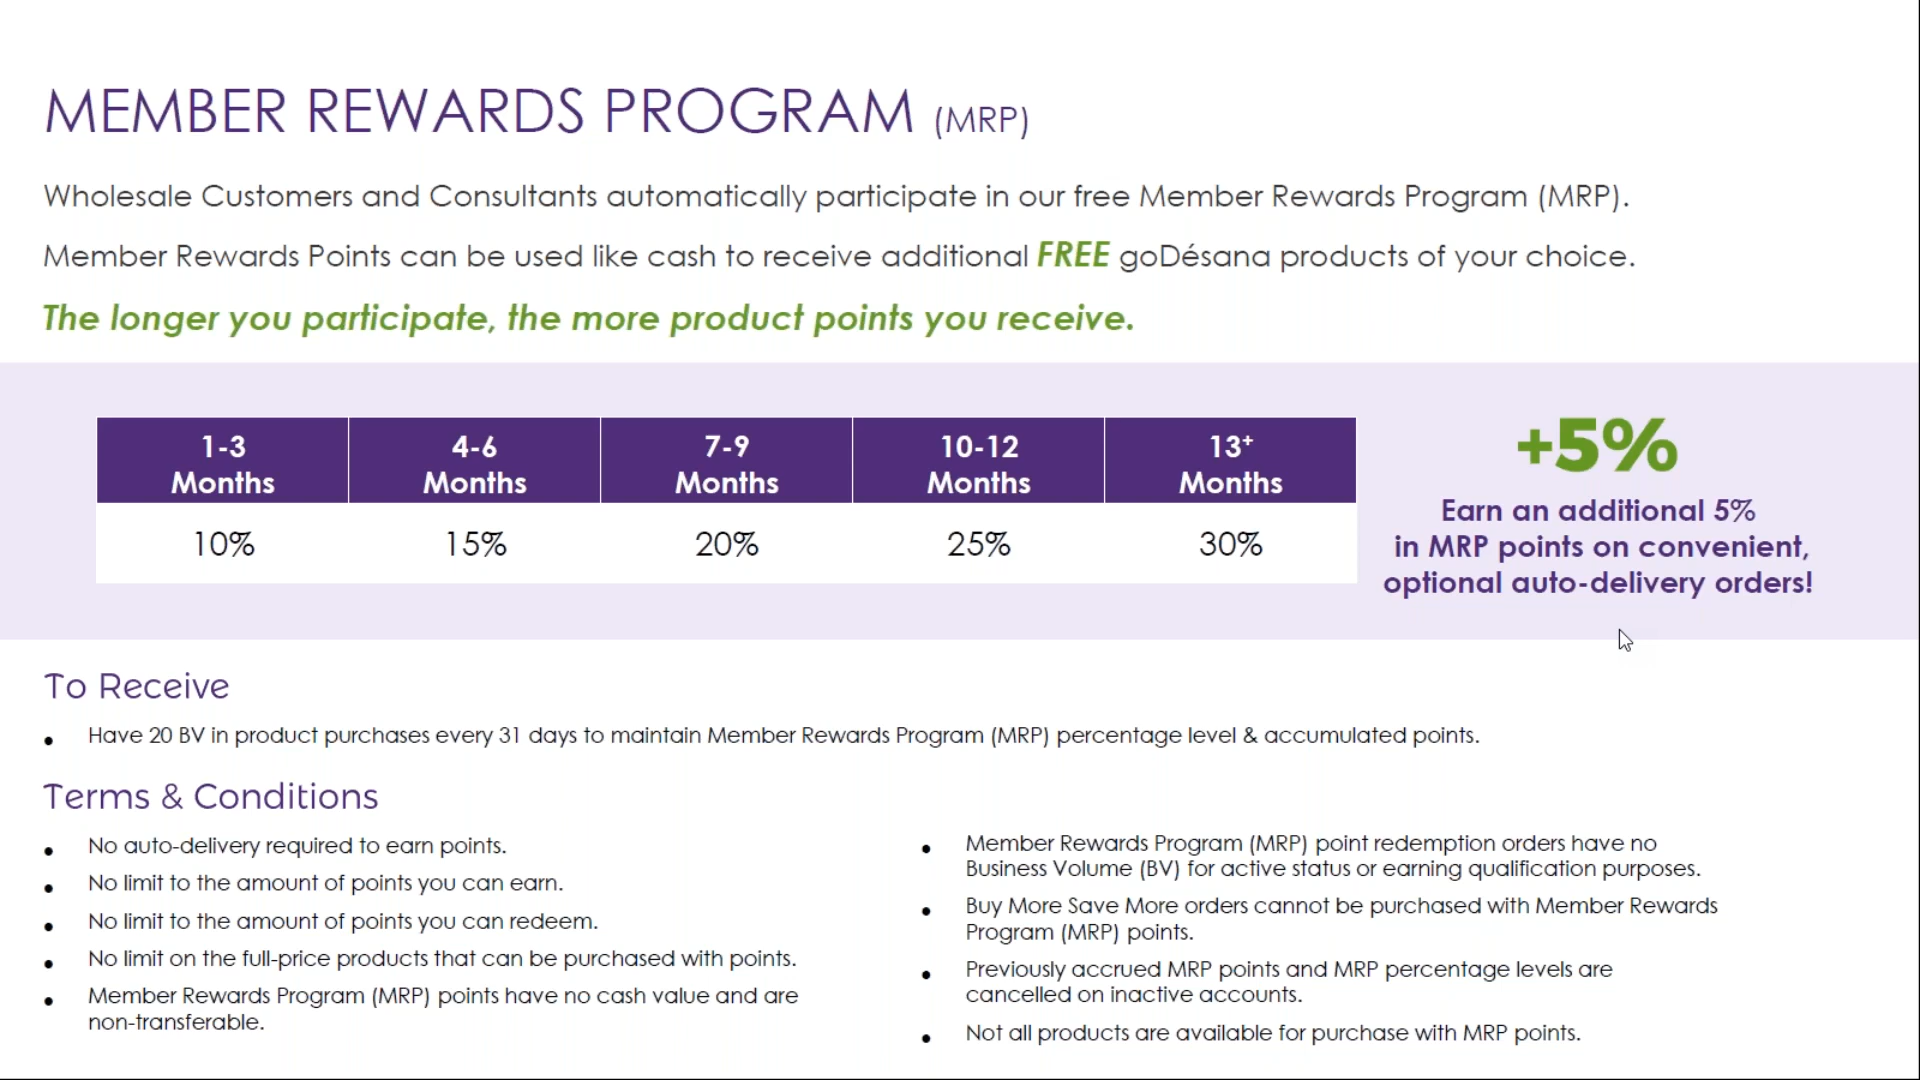 MEMBER REWARDS PROGRAM (MRP)
Wholesale Customers and Consultants automatically participate in our free Member Rewards Program (MRP).
Member Rewards Points can be used like cash to receive additional FREE goDésana products of your choice.
The longer you participate, the more product points you receive.
1-3 Months
4-6 Months
7-9 Months
10-12 Months
13+ Months
10%
15%
20%
25%
30%
+5%
Earn an additional 5%
in MRP points on convenient,
optional auto-delivery orders!
To Receive
• Have 20 BV in product purchases every 31 days to maintain Member Rewards Program (MRP) percentage level & accumulated points.
Terms & Conditions
• No auto-delivery required to earn points.
• No limit to the amount of points you can earn.
• No limit to the amount of points you can redeem.
• No limit on the full-price products that can be purchased with points.
• Member Rewards Program (MRP) points have no cash value and are
non-transferable.
• Member Rewards Program (MRP) point redemption orders have no
Business Volume (BV) for active status or earning qualification purposes.
• Buy More Save More orders cannot be purchased with Member Rewards
Program (MRP) points.
• Previously accrued MRP points and MRP percentage levels are
cancelled on inactive accounts.
• Not all products are available for purchase with MRP points.